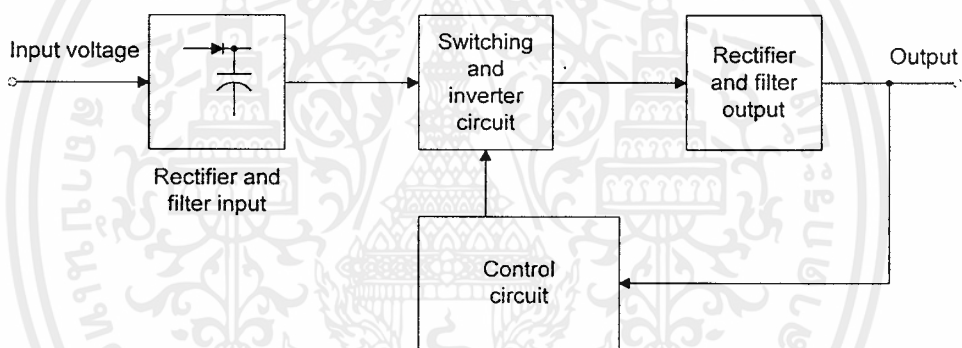 Input voltage
Rectifier and
filter input
Switching
and
inverter
circuit
Rectifier
and filter
output
Output
Control
circuit